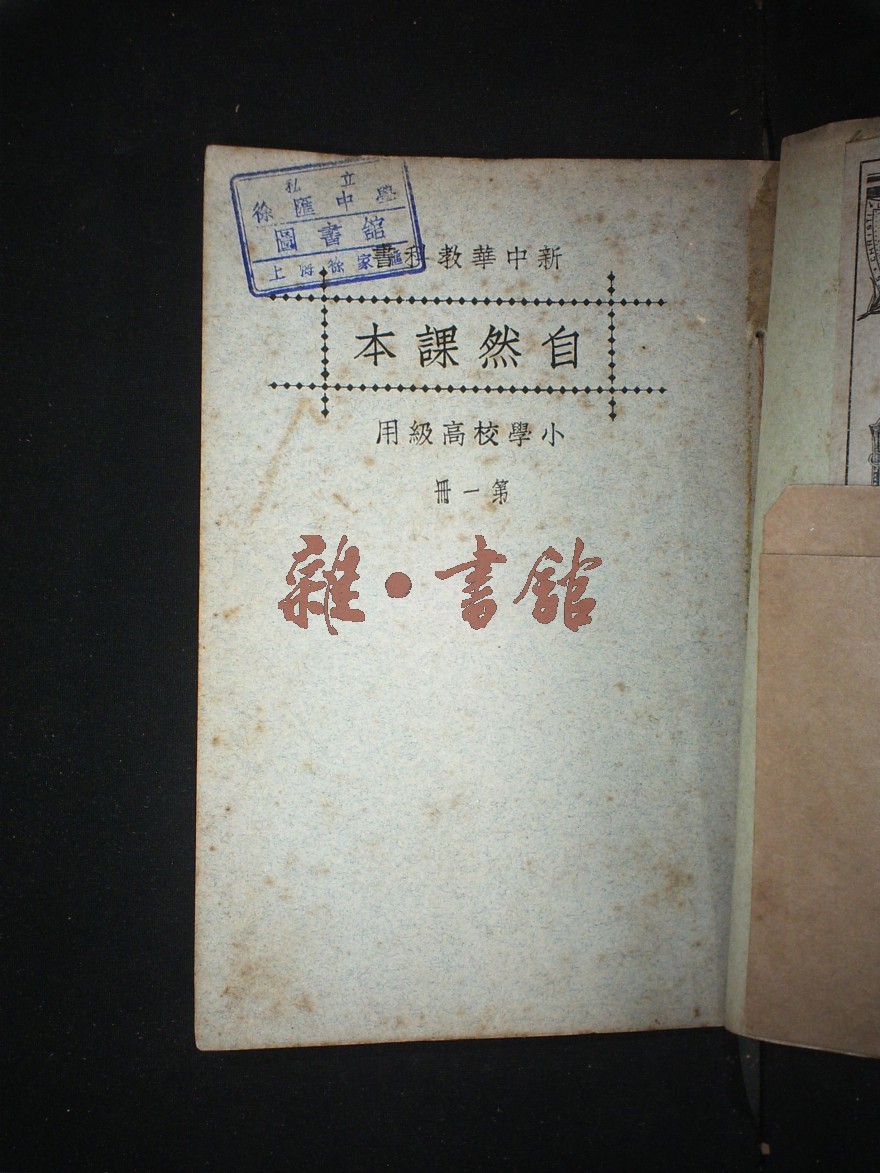 私立
徐匯中學
圖書館
上海徐家匯
新中華教科書
自然課本
小學校高級用
第一冊
雜·書館